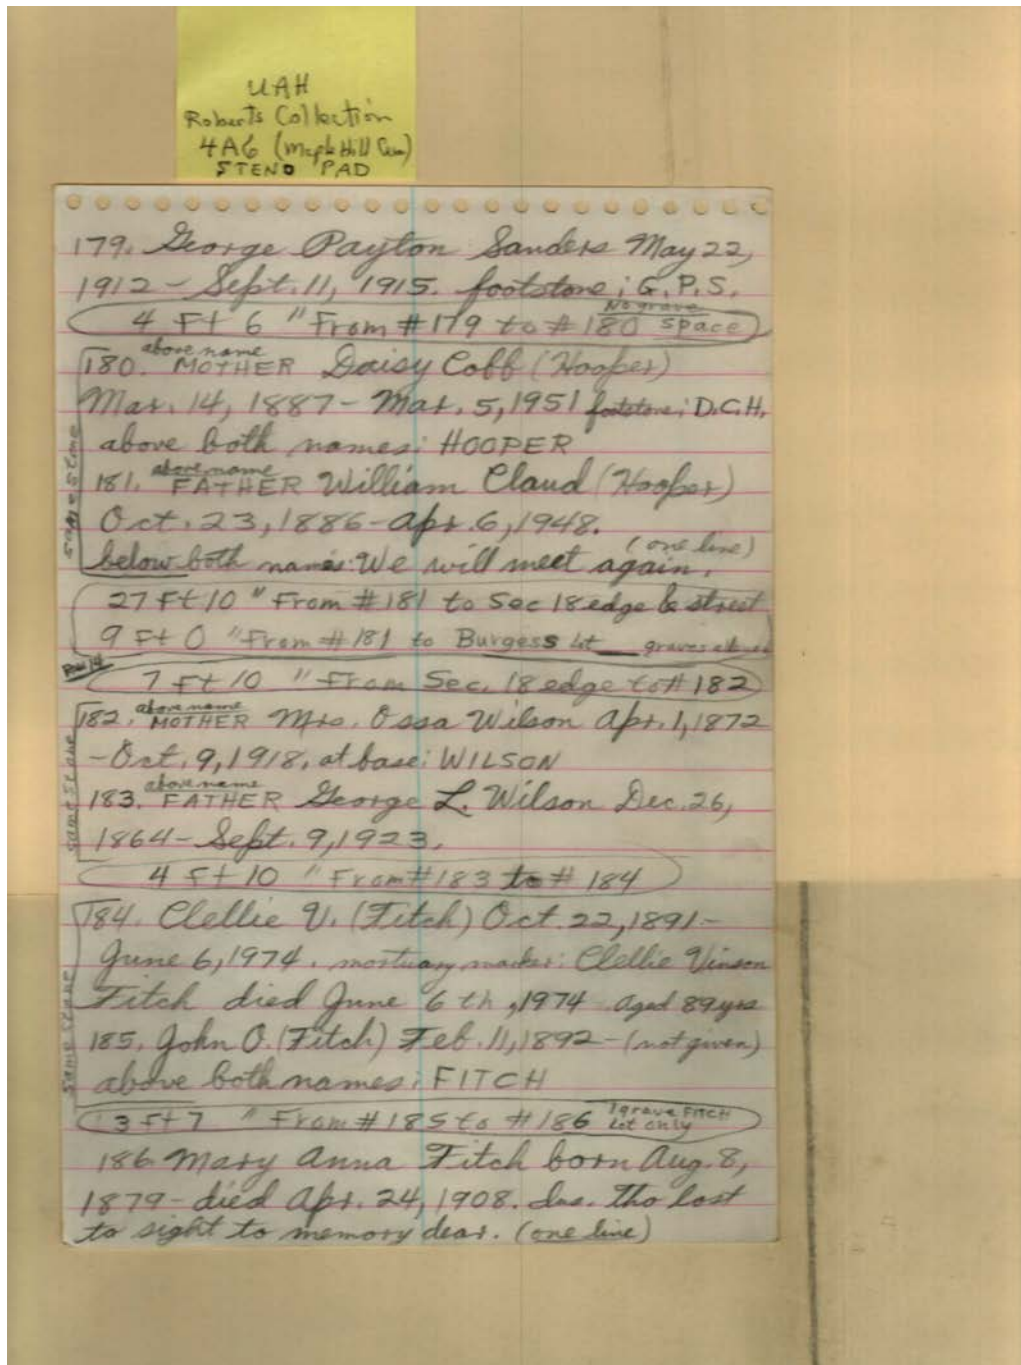 UAH
Roberts Collection
4A6 (Maple Hill Cem)
STENO PAD
179. George Payton Sanders May 22,
1912 - Sept. 11, 1915. footstone: G.P.S.
4 Ft 6 " From #179 to #180 No grave space
180. above name MOTHER Daisy Cobb (Hooper)
Mar. 14, 1887 - Mar. 5, 1951 footstone: D.C.H.
above both names: HOOPER
181. above name FATHER William Claud (Hooper)
Oct. 23, 1886 - Apr. 6, 1948.
same stone
below both names: We will meet again. (one line)
27 Ft 10 " From #181 to Sec 18 edge & street
9 Ft 0 " From #181 to Burgess Lot graves
Row 14
7 Ft 10 " From Sec. 18 edge to #182
182. above name MOTHER Mrs. Ossa Wilson Apr. 1, 1872
- Oct. 9, 1918. at base: WILSON
183. above name FATHER George L. Wilson Dec. 26,
1864 - Sept. 9, 1923.
same stone
4 Ft 10 " From #183 to #184
184. Clellie V. (Fitch) Oct. 22, 1891 -
June 6, 1974. mortuary marker: Clellie Vinson
Fitch died June 6 th, 1974 aged 89 yrs
185. John O. (Fitch) Feb. 11, 1892 - (not given)
above both names: FITCH
same stone
3 Ft 7 " From #185 to #186 1 grave FITCH Lot only
186. Mary Anna Fitch born Aug. 8,
1879 - died Apr. 24, 1908. Ins. Tho lost
to sight to memory dear. (one line)